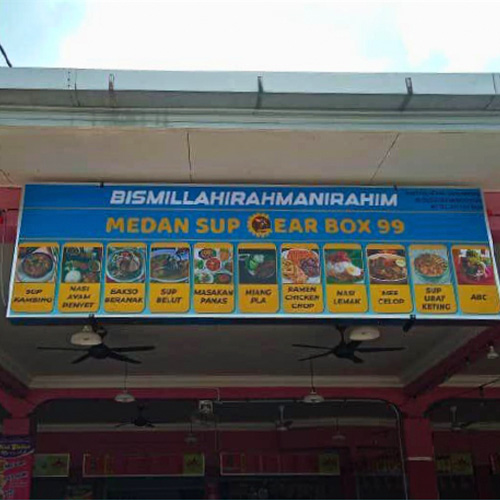 BISMILLAHIRAHMANIRAHIM
MEDAN SUP GEAR BOX 99
SUP
KAMBING
NASI
AYAM
PENYET
BAKSO
BERANAK
SUP
BELUT
MASAKAN
PANAS
MIANG
PLA
RAMEN
CHICKEN
CHOP
NASI
LEMAK
MEE
CELOP
SUP
URAT
KETING
ABC